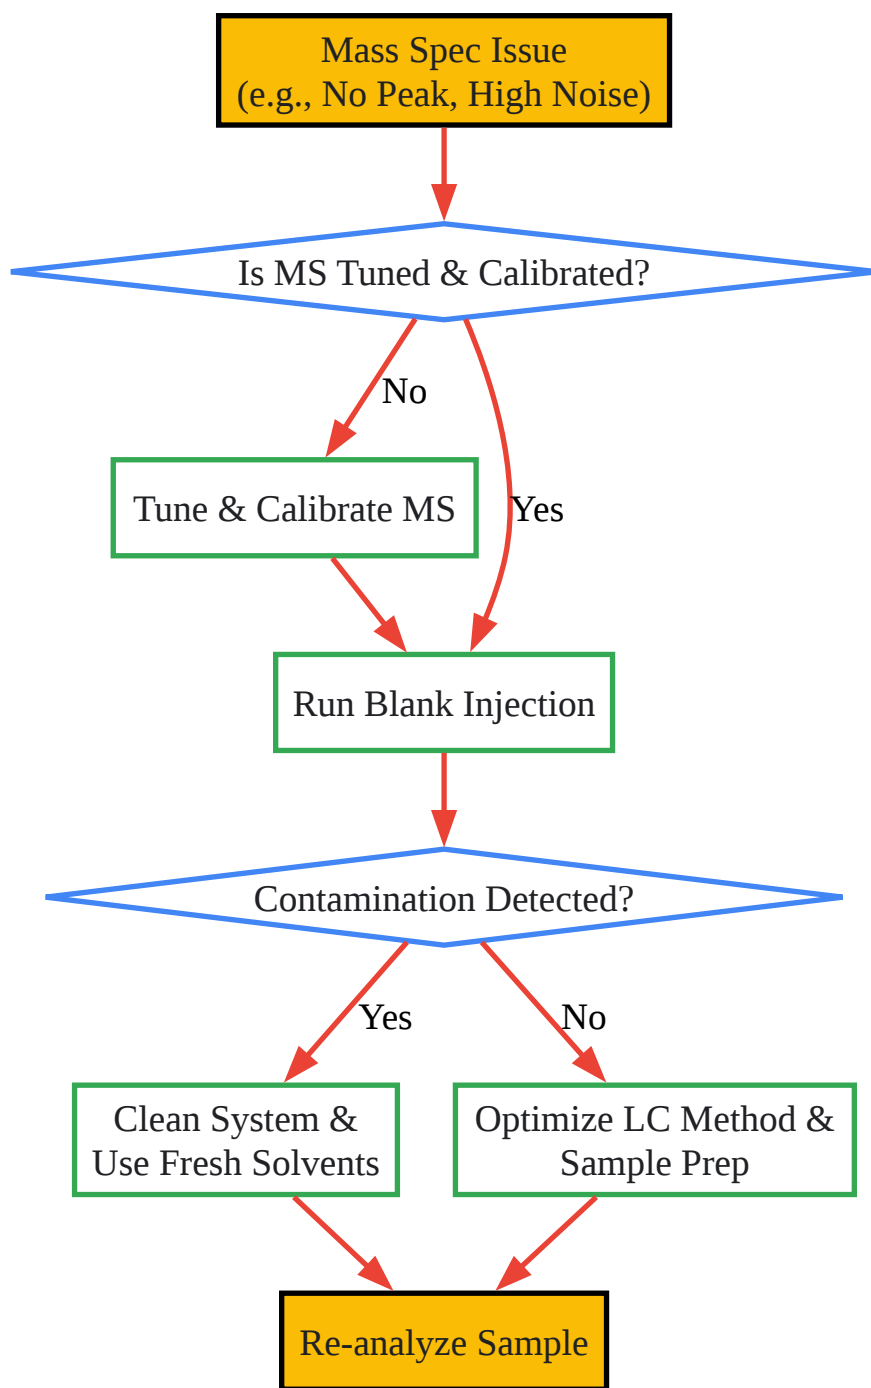 Mass Spec Issue
(e.g., No Peak, High Noise)
Is MS Tuned & Calibrated?
No
Tune & Calibrate MS
Yes
Run Blank Injection
Contamination Detected?
Yes
No
Clean System &
Use Fresh Solvents
Optimize LC Method &
Sample Prep
Re-analyze Sample